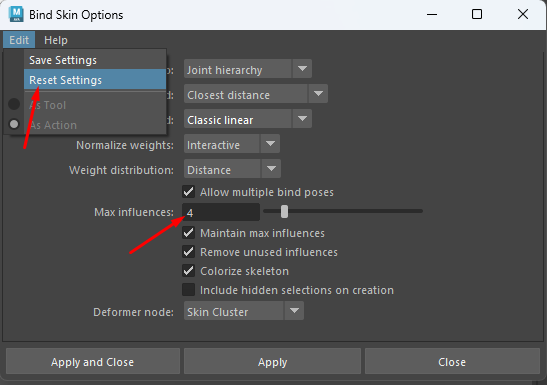 Bind Skin Options
Edit Help
Save Settings
Reset Settings
As Tool
As Action
Joint hierarchy
Closest distance
Classic linear
Normalize weights: Interactive
Weight distribution: Distance
Allow multiple bind poses
Max influences: 4
Maintain max influences
Remove unused influences
Colorize skeleton
Include hidden selections on creation
Deformer node: Skin Cluster
Apply and Close Apply Close